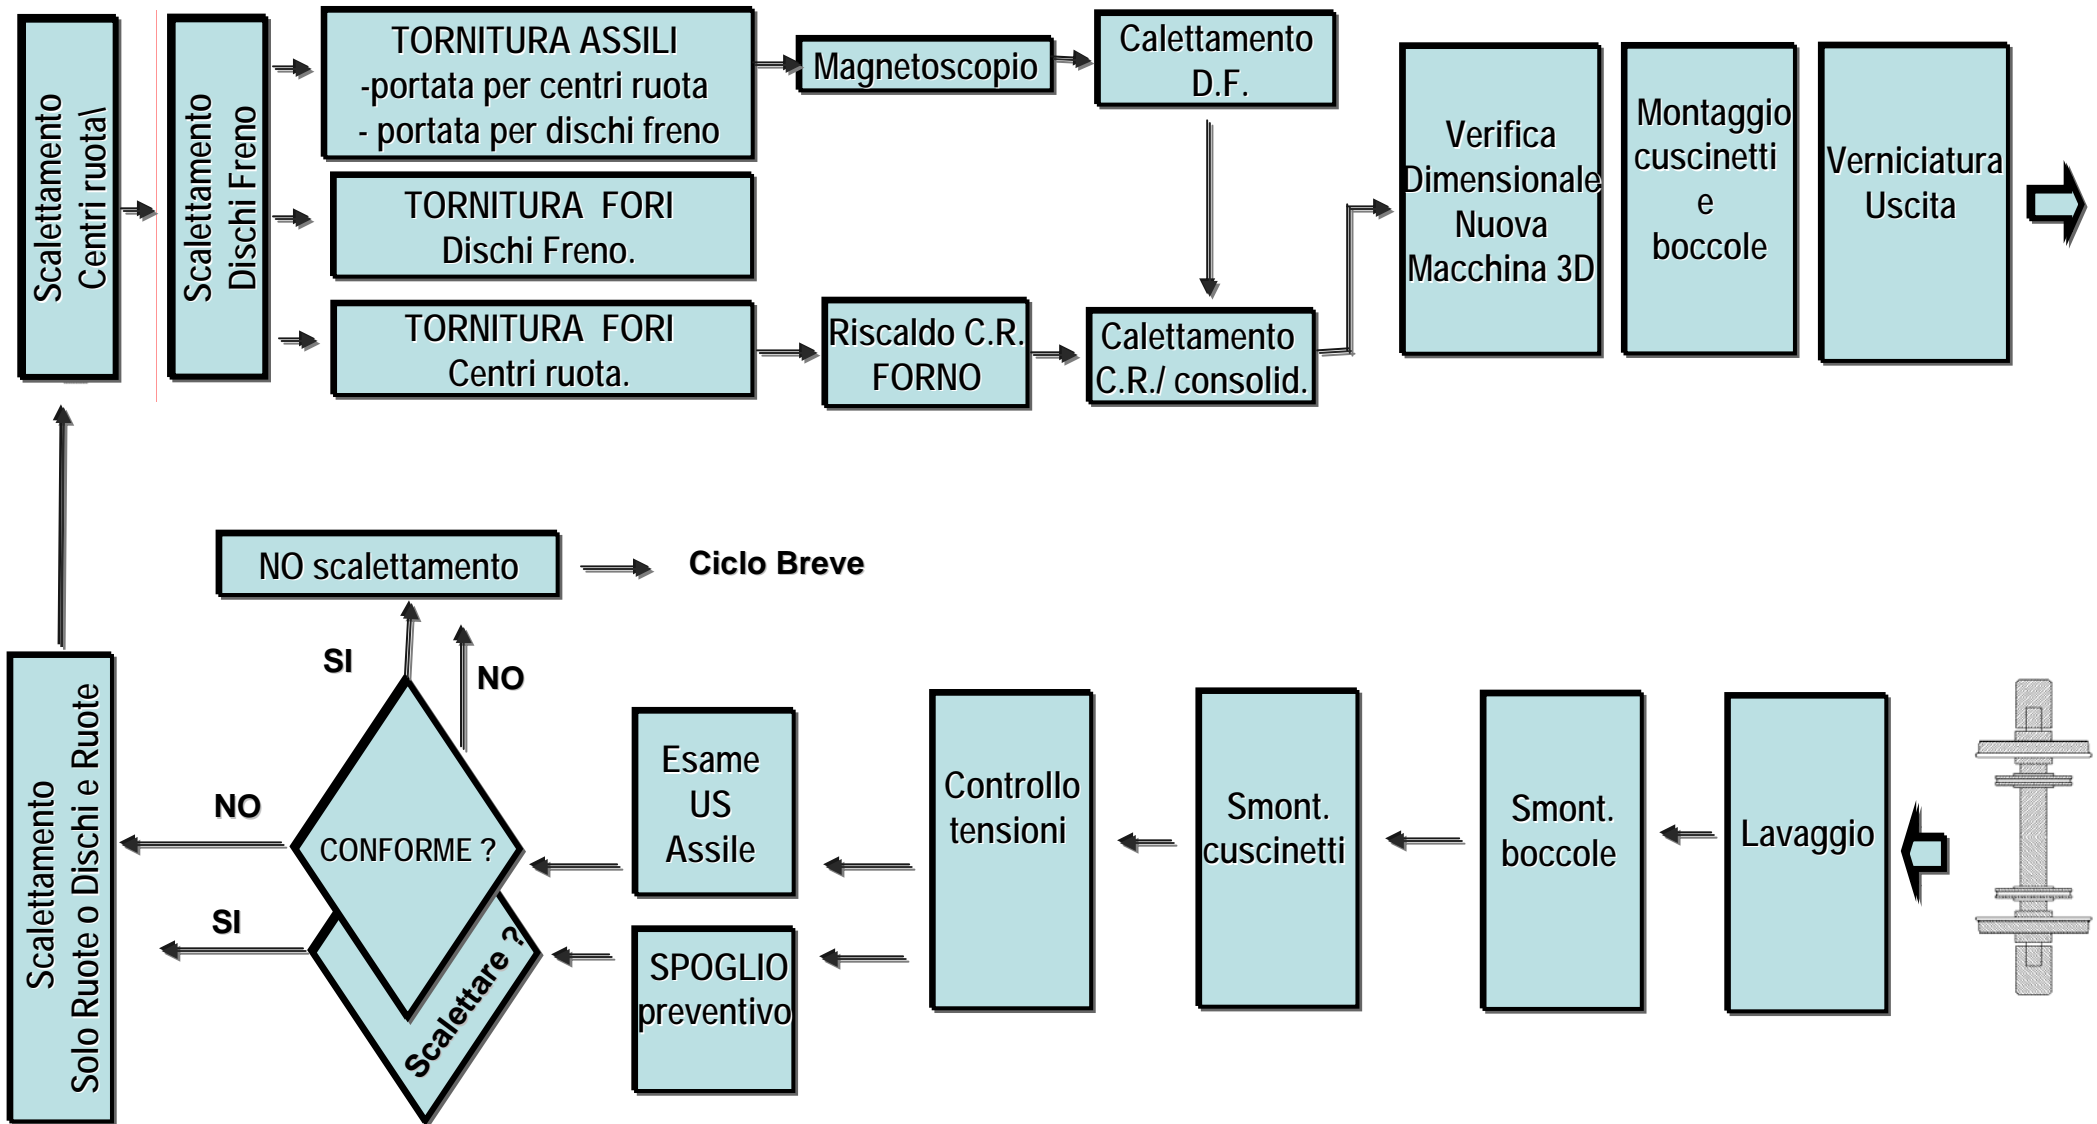 Scalettamento
Centri ruota\
Scalettamento
Dischi Freno
TORNITURA ASSILI
-portata per centri ruota
- portata per dischi freno
Magnetoscopio
Calettamento
D.F.
TORNITURA FORI
Dischi Freno.
TORNITURA FORI
Centri ruota.
Riscaldo C.R.
FORNO
Calettamento
C.R./ consolid.
Verifica
Dimensionale
Nuova
Macchina 3D
Montaggio
cuscinetti
e
boccole
Verniciatura
Uscita
NO scalettamento
Ciclo Breve
SI
NO
Scalettamento
Solo Ruote o Dischi e Ruote
NO
SI
CONFORME ?
Scalettare ?
Esame
US
Assile
SPOGLIO
preventivo
Controllo
tensioni
Smont.
cuscinetti
Smont.
boccole
Lavaggio